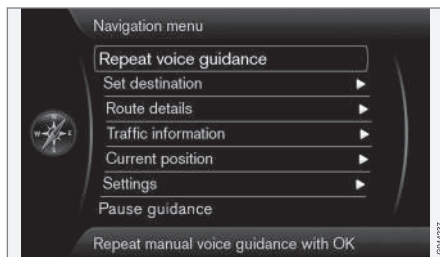 Navigation menu
Repeat voice guidance
Set destination
Route details
Traffic information
Current position
Settings
Pause guidance
Repeat manual voice guidance with OK